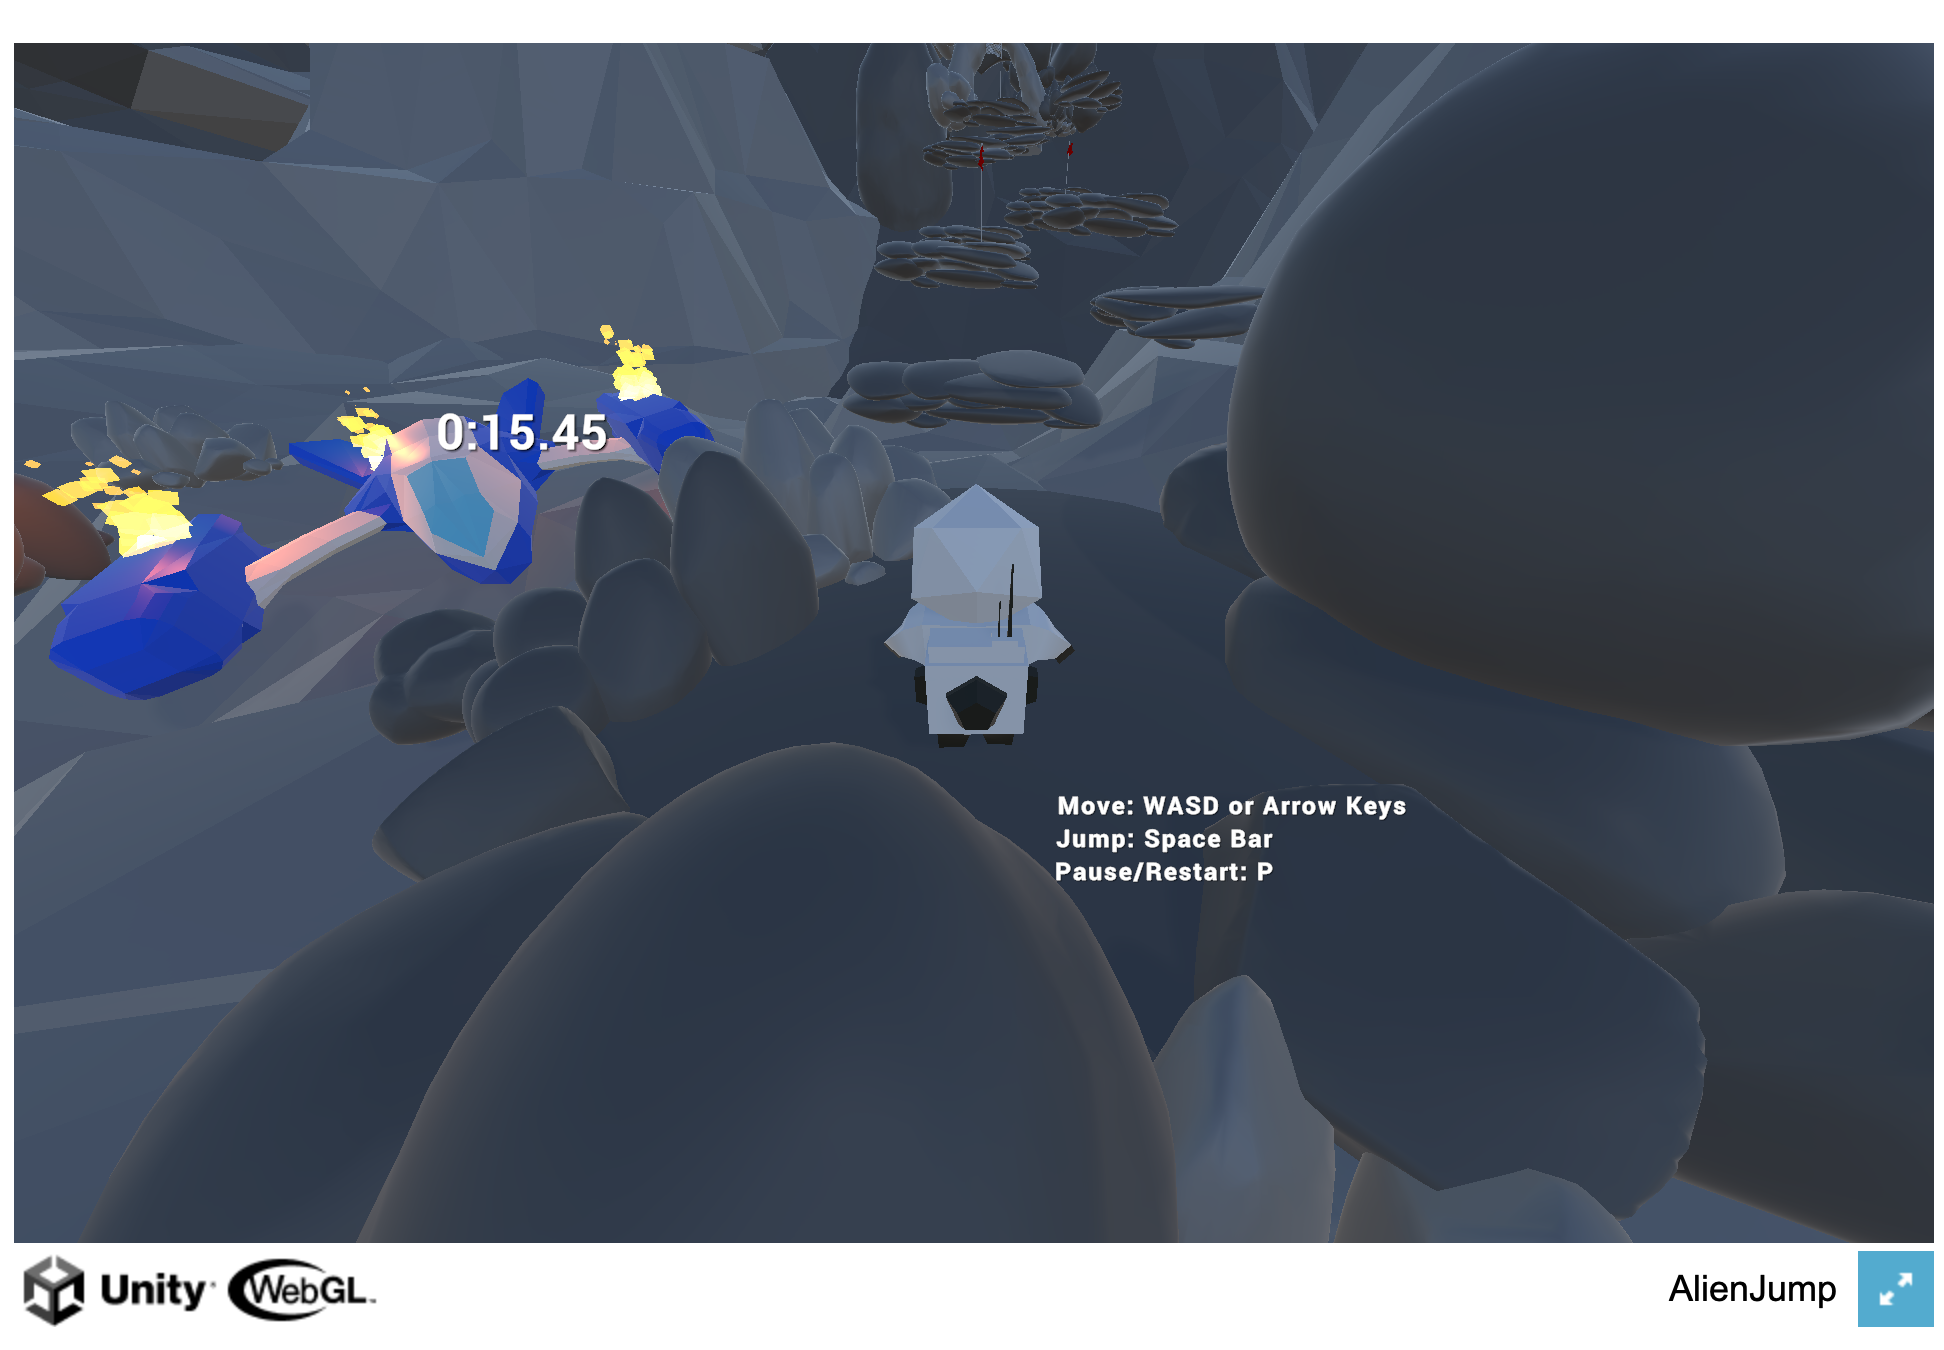 0:15.45
Move: WASD or Arrow Keys
Jump: Space Bar
Pause/Restart: P
Unity WebGL
AlienJump